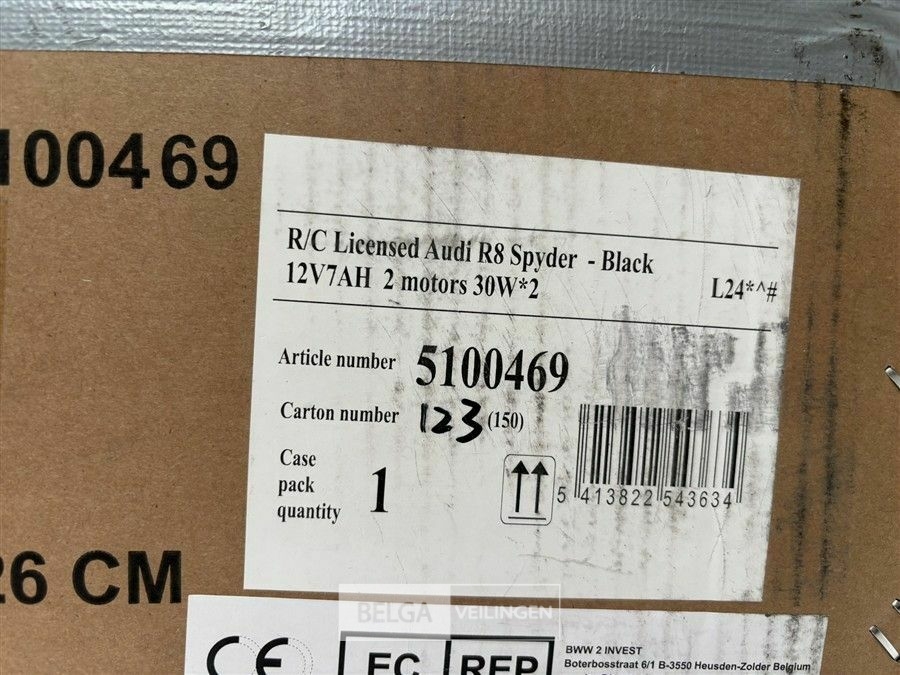 100469
R/C Licensed Audi R8 Spyder - Black
12V7AH 2 motors 30W*2 L24*^#
Article number 5100469
Carton number 123 (150)
Case
pack
quantity 1
5 413822 543634
26 CM
BELGA VEILINGEN
CE EC REP
BWW 2 INVEST
Boterbosstraat 6/1 B-3550 Heusden-Zolder Belgium